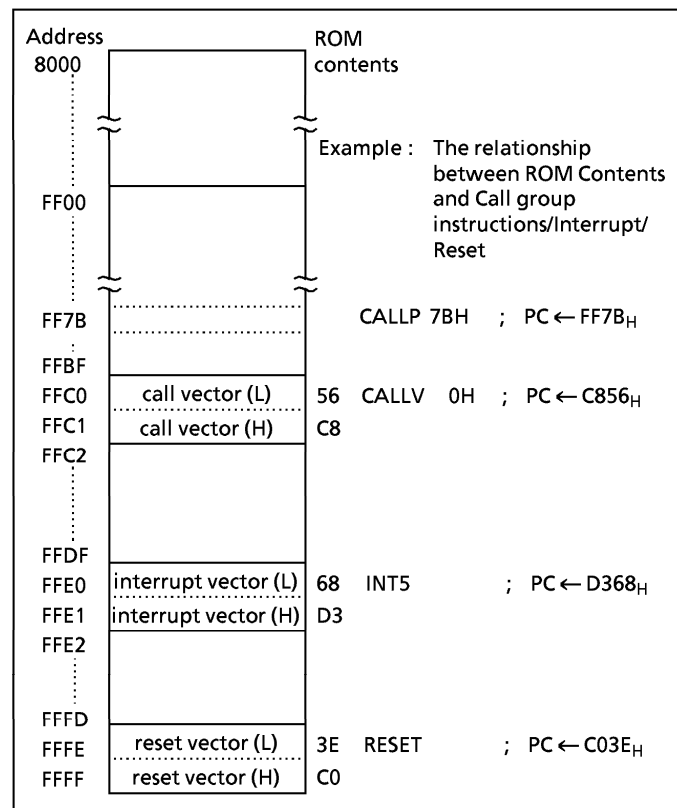 Address ROM
8000 contents
Example : The relationship
between ROM Contents
and Call group
instructions/Interrupt/
Reset
FF00
FF7B CALLP 7BH ; PC ← FF7BH
FFBF
FFC0 call vector (L) 56 CALLV 0H ; PC ← C856H
FFC1 call vector (H) C8
FFC2
FFDF
FFE0 interrupt vector (L) 68 INT5 ; PC ← D368H
FFE1 interrupt vector (H) D3
FFE2
FFFD
FFFE reset vector (L) 3E RESET ; PC ← C03EH
FFFF reset vector (H) C0